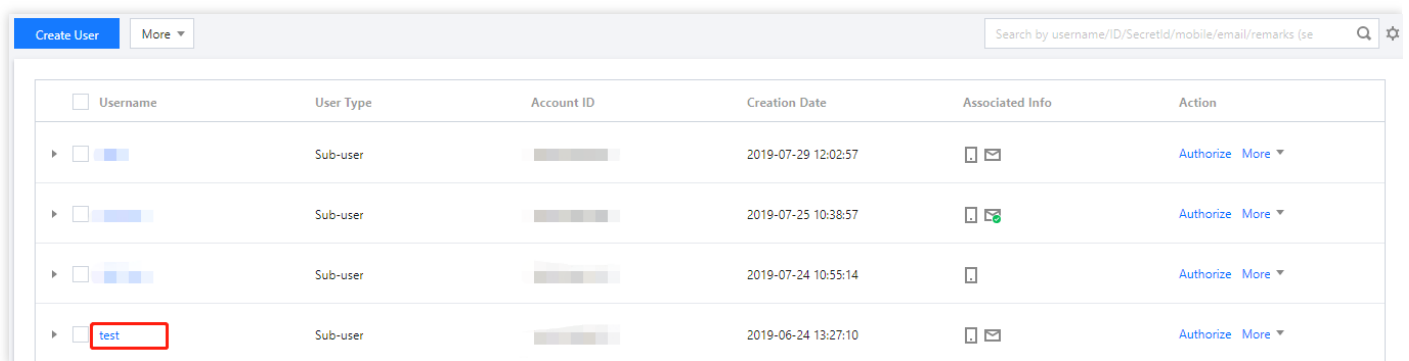 Create User More Search by username/ID/SecretId/mobile/email/remarks (se
Username User Type Account ID Creation Date Associated Info Action
Sub-user 2019-07-29 12:02:57 Authorize More
Sub-user 2019-07-25 10:38:57 Authorize More
Sub-user 2019-07-24 10:55:14 Authorize More
test Sub-user 2019-06-24 13:27:10 Authorize More